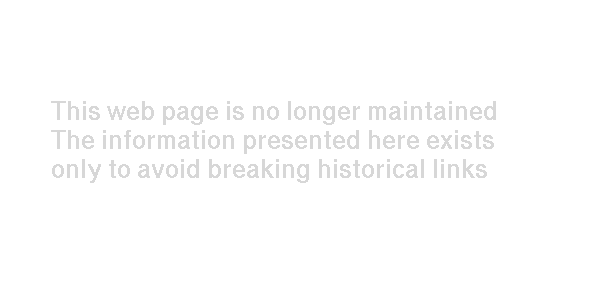 This web page is no longer maintained
The information presented here exists
only to avoid breaking historical links